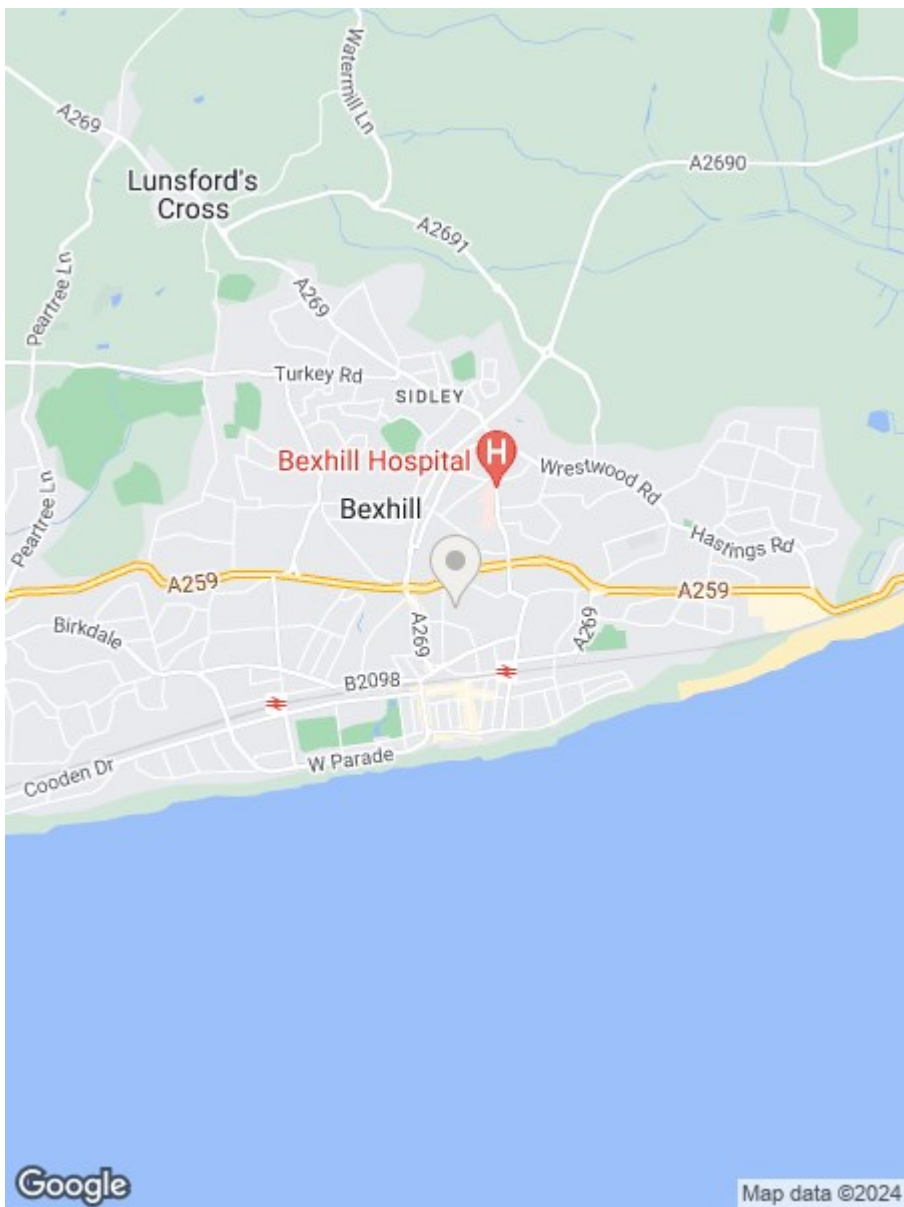 Watermill Ln
A269
A2690
Lunsford's
Cross
A2691
Peartree Ln
A269
Turkey Rd
SIDLEY
Bexhill Hospital
H
Wrestwood Rd
Bexhill
Peartree Ln
Hastings Rd
A259
A259
Birkdale
A269
A269
B2098
W Parade
Cooden Dr
Google
Map data ©2024